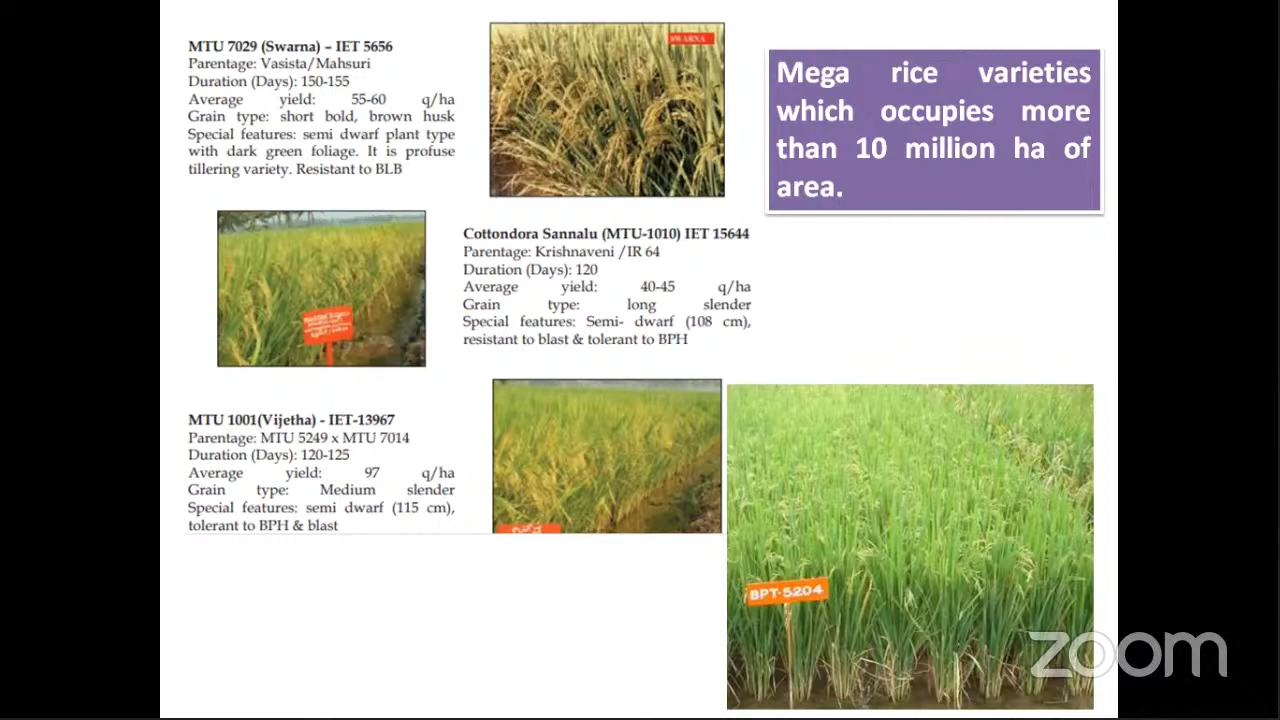 MTU 7029 (Swarna) – IET 5656
Parentage: Vasista/Mahsuri
Duration (Days): 150-155
Average yield: 55-60 q/ha
Grain type: short bold, brown husk
Special features: semi dwarf plant type
with dark green foliage. It is profuse
tillering variety. Resistant to BLB
SWARNA
Mega rice varieties
which occupies more
than 10 million ha of
area.
Cottondora Sannalu (MTU-1010) IET 15644
Parentage: Krishnaveni /IR 64
Duration (Days): 120
Average yield: 40-45 q/ha
Grain type: long slender
Special features: Semi- dwarf (108 cm),
resistant to blast & tolerant to BPH
MTU 1001(Vijetha) - IET-13967
Parentage: MTU 5249 x MTU 7014
Duration (Days): 120-125
Average yield: 97 q/ha
Grain type: Medium slender
Special features: semi dwarf (115 cm),
tolerant to BPH & blast
BPT-5204
zoom